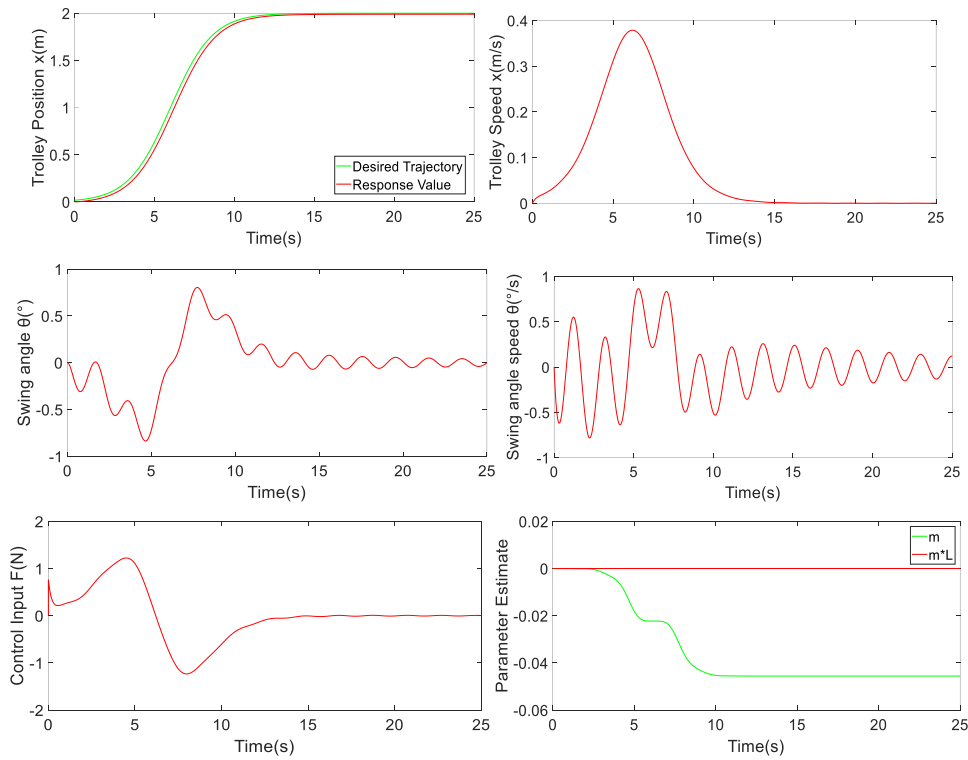 Trolley Position x(m)
2
1.5
1
0.5
0
0 5 10 15 20 25
Time(s)
Desired Trajectory
Response Value
Trolley Speed x(m/s)
0.4
0.3
0.2
0.1
0
0 5 10 15 20 25
Time(s)
Swing angle θ(°)
1
0.5
0
-0.5
-1
0 5 10 15 20 25
Time(s)
Swing angle speed θ(°/s)
1
0.5
0
-0.5
-1
0 5 10 15 20 25
Time(s)
Control Input F(N)
2
1
0
-1
-2
0 5 10 15 20 25
Time(s)
Parameter Estimate
0.02
0
-0.02
-0.04
-0.06
0 5 10 15 20 25
Time(s)
m
m*L